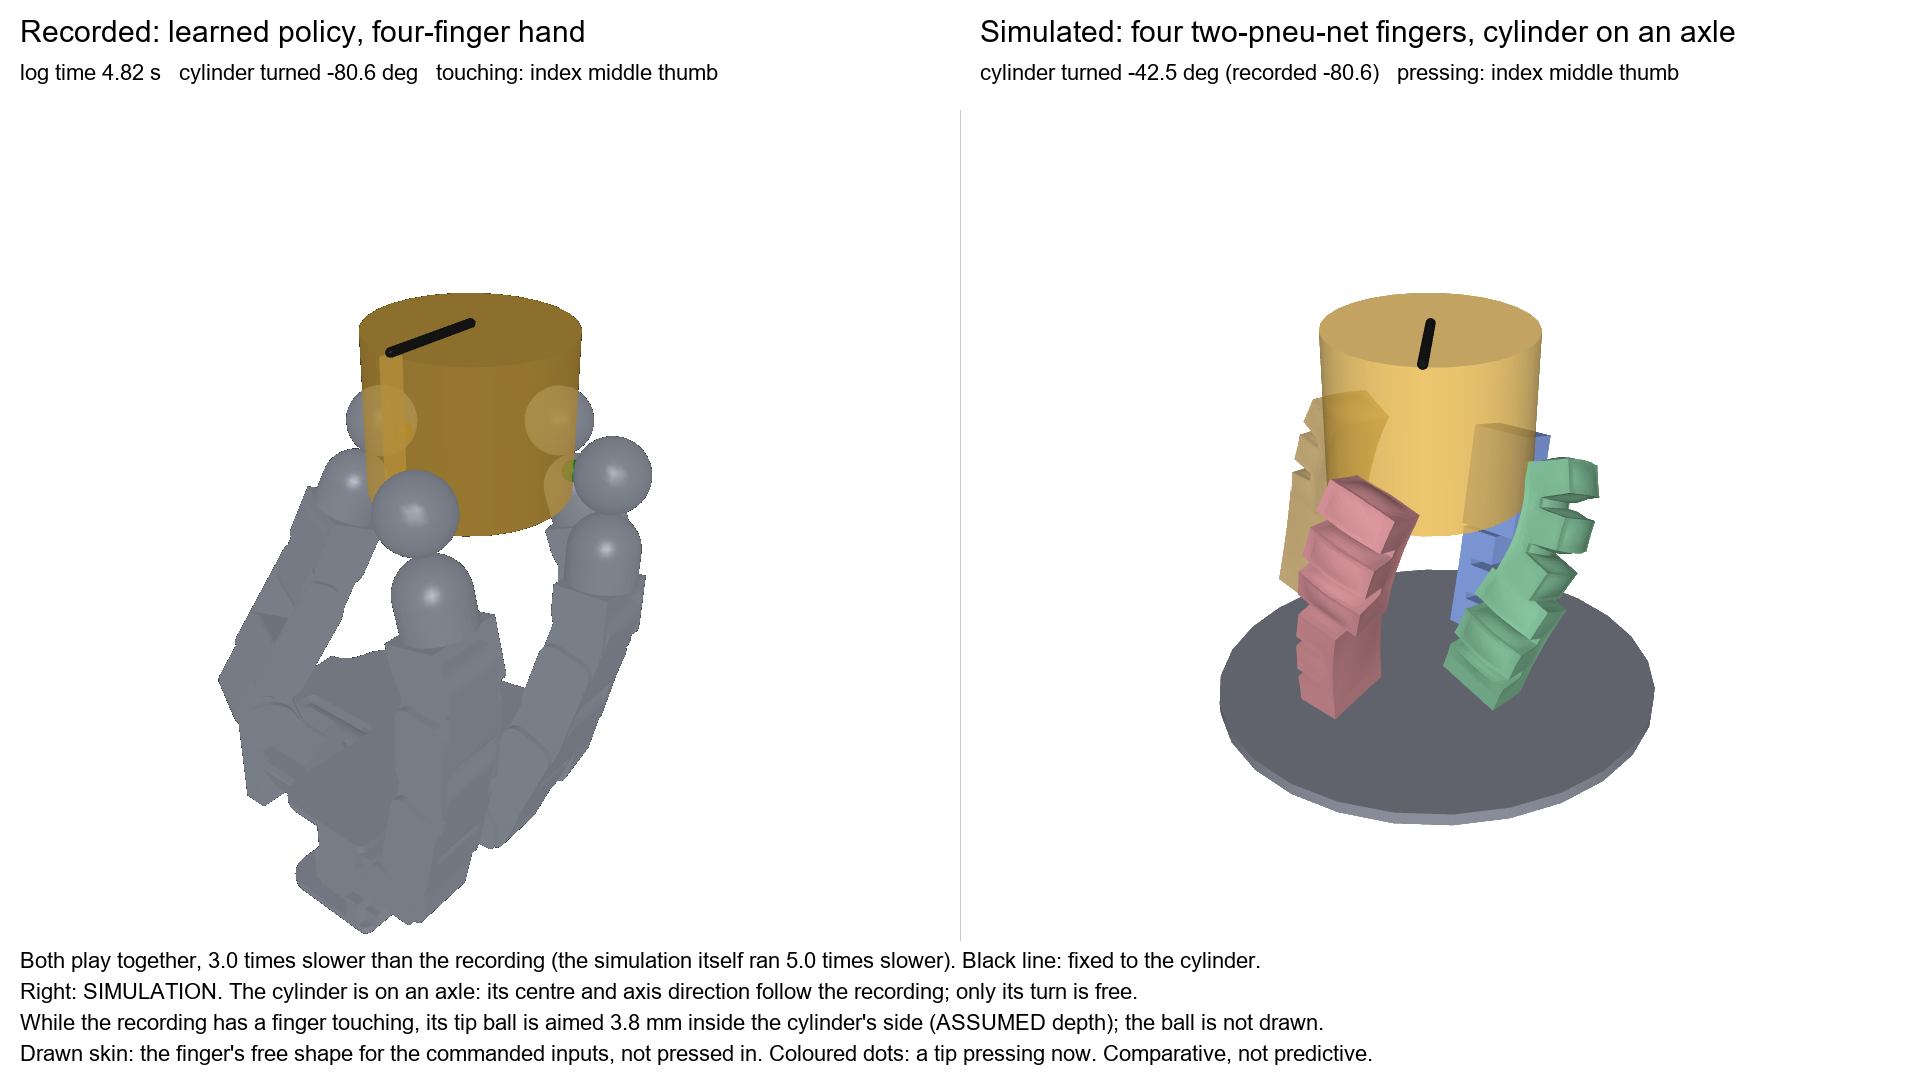 Recorded: learned policy, four-finger hand
log time 4.82 s   cylinder turned -80.6 deg   touching: index middle thumb
Simulated: four two-pneu-net fingers, cylinder on an axle
cylinder turned -42.5 deg (recorded -80.6)   pressing: index middle thumb
Both play together, 3.0 times slower than the recording (the simulation itself ran 5.0 times slower). Black line: fixed to the cylinder.
Right: SIMULATION. The cylinder is on an axle: its centre and axis direction follow the recording; only its turn is free.
While the recording has a finger touching, its tip ball is aimed 3.8 mm inside the cylinder's side (ASSUMED depth); the ball is not drawn.
Drawn skin: the finger's free shape for the commanded inputs, not pressed in. Coloured dots: a tip pressing now. Comparative, not predictive.